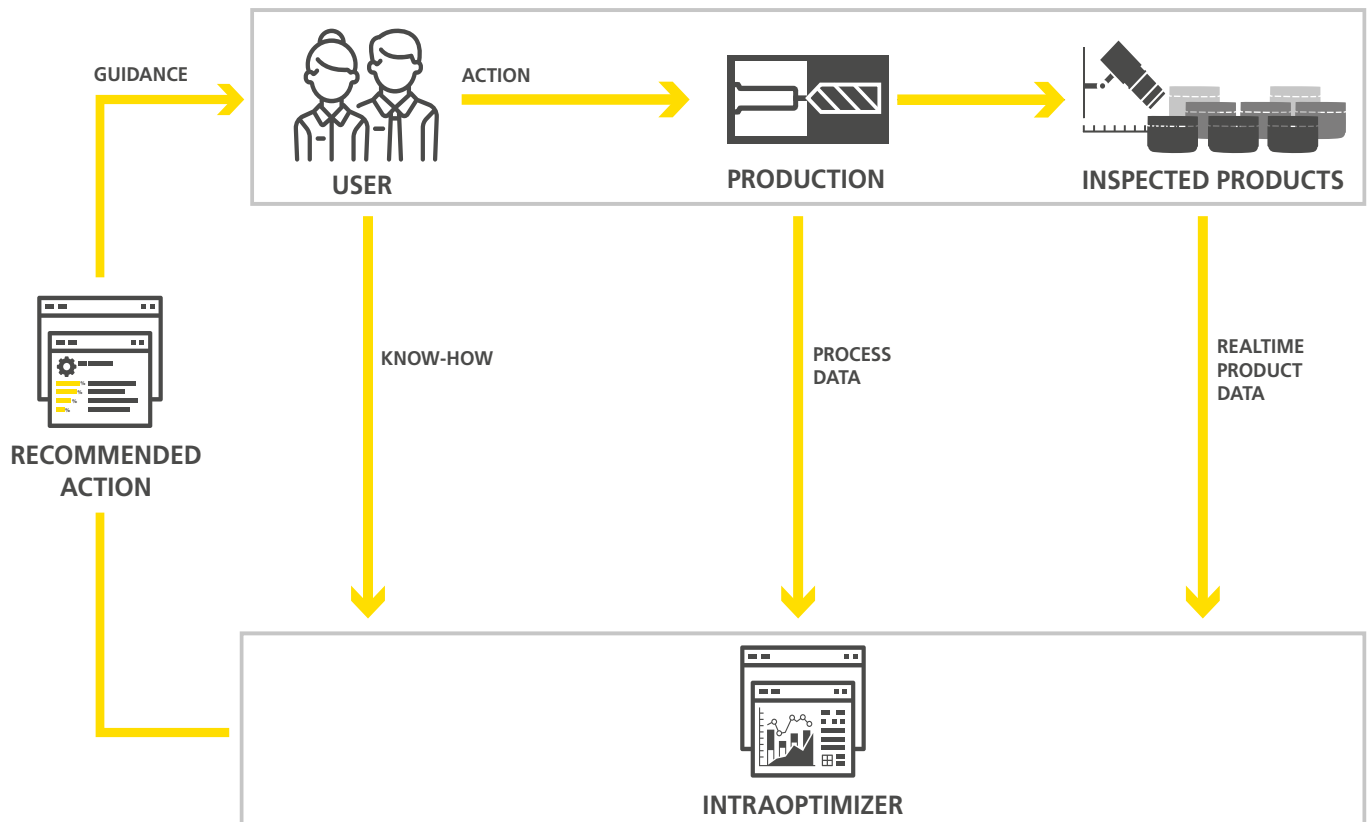 GUIDANCE
ACTION
USER
PRODUCTION
INSPECTED PRODUCTS
KNOW-HOW
PROCESS
DATA
REALTIME
PRODUCT
DATA
RECOMMENDED
ACTION
INTRAOPTIMIZER